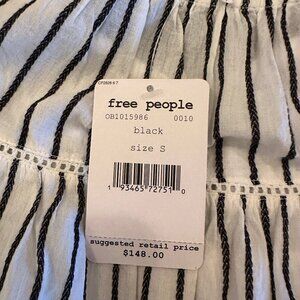 free people
OB1015986 0010
black
size S
1 93465 72751 0
suggested retail price
$148.00